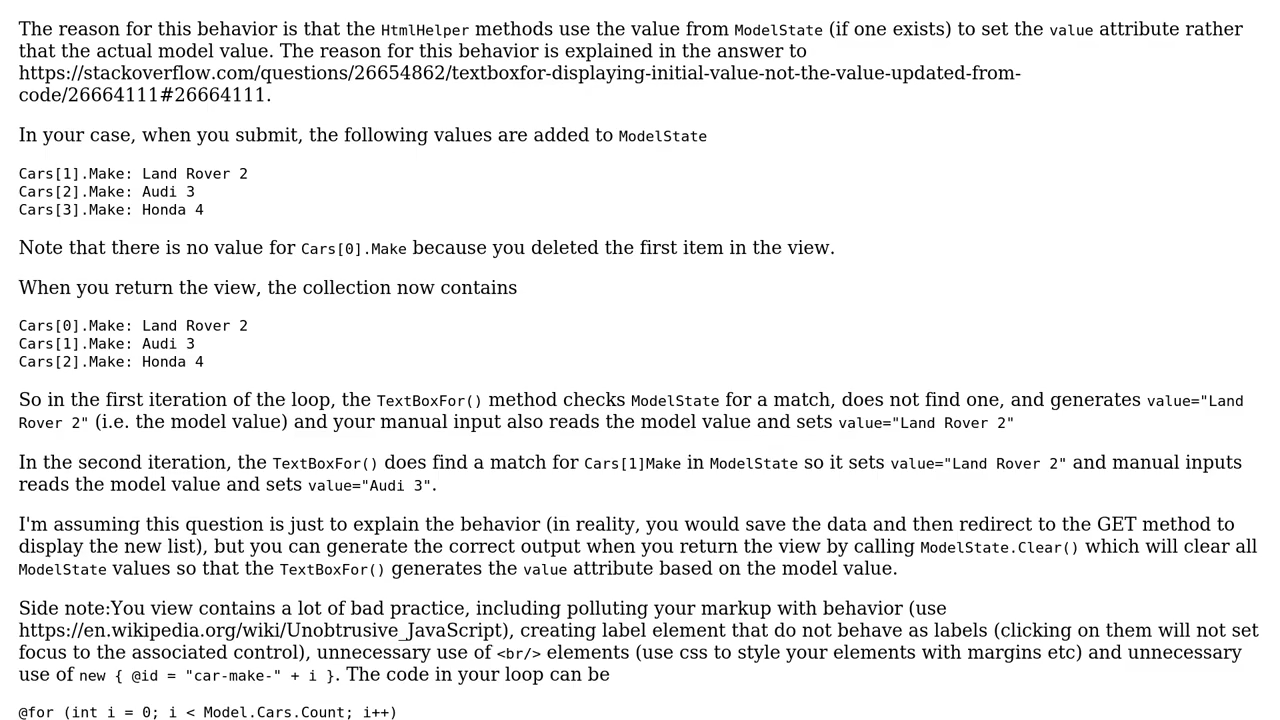 The reason for this behavior is that the HtmlHelper methods use the value from ModelState (if one exists) to set the value attribute rather
that the actual model value. The reason for this behavior is explained in the answer to
https://stackoverflow.com/questions/26654862/textboxfor-displaying-initial-value-not-the-value-updated-from-
code/26664111#26664111.
In your case, when you submit, the following values are added to ModelState
Cars[1].Make: Land Rover 2
Cars[2].Make: Audi 3
Cars[3].Make: Honda 4
Note that there is no value for Cars[0].Make because you deleted the first item in the view.
When you return the view, the collection now contains
Cars[0].Make: Land Rover 2
Cars[1].Make: Audi 3
Cars[2].Make: Honda 4
So in the first iteration of the loop, the TextBoxFor() method checks ModelState for a match, does not find one, and generates value="Land
Rover 2" (i.e. the model value) and your manual input also reads the model value and sets value="Land Rover 2"
In the second iteration, the TextBoxFor() does find a match for Cars[1]Make in ModelState so it sets value="Land Rover 2" and manual inputs
reads the model value and sets value="Audi 3".
I'm assuming this question is just to explain the behavior (in reality, you would save the data and then redirect to the GET method to
display the new list), but you can generate the correct output when you return the view by calling ModelState.Clear() which will clear all
ModelState values so that the TextBoxFor() generates the value attribute based on the model value.
Side note:You view contains a lot of bad practice, including polluting your markup with behavior (use
https://en.wikipedia.org/wiki/Unobtrusive_JavaScript), creating label element that do not behave as labels (clicking on them will not set
focus to the associated control), unnecessary use of <br/> elements (use css to style your elements with margins etc) and unnecessary
use of new { @id = "car-make-" + i }. The code in your loop can be
@for (int i = 0; i < Model.Cars.Count; i++)